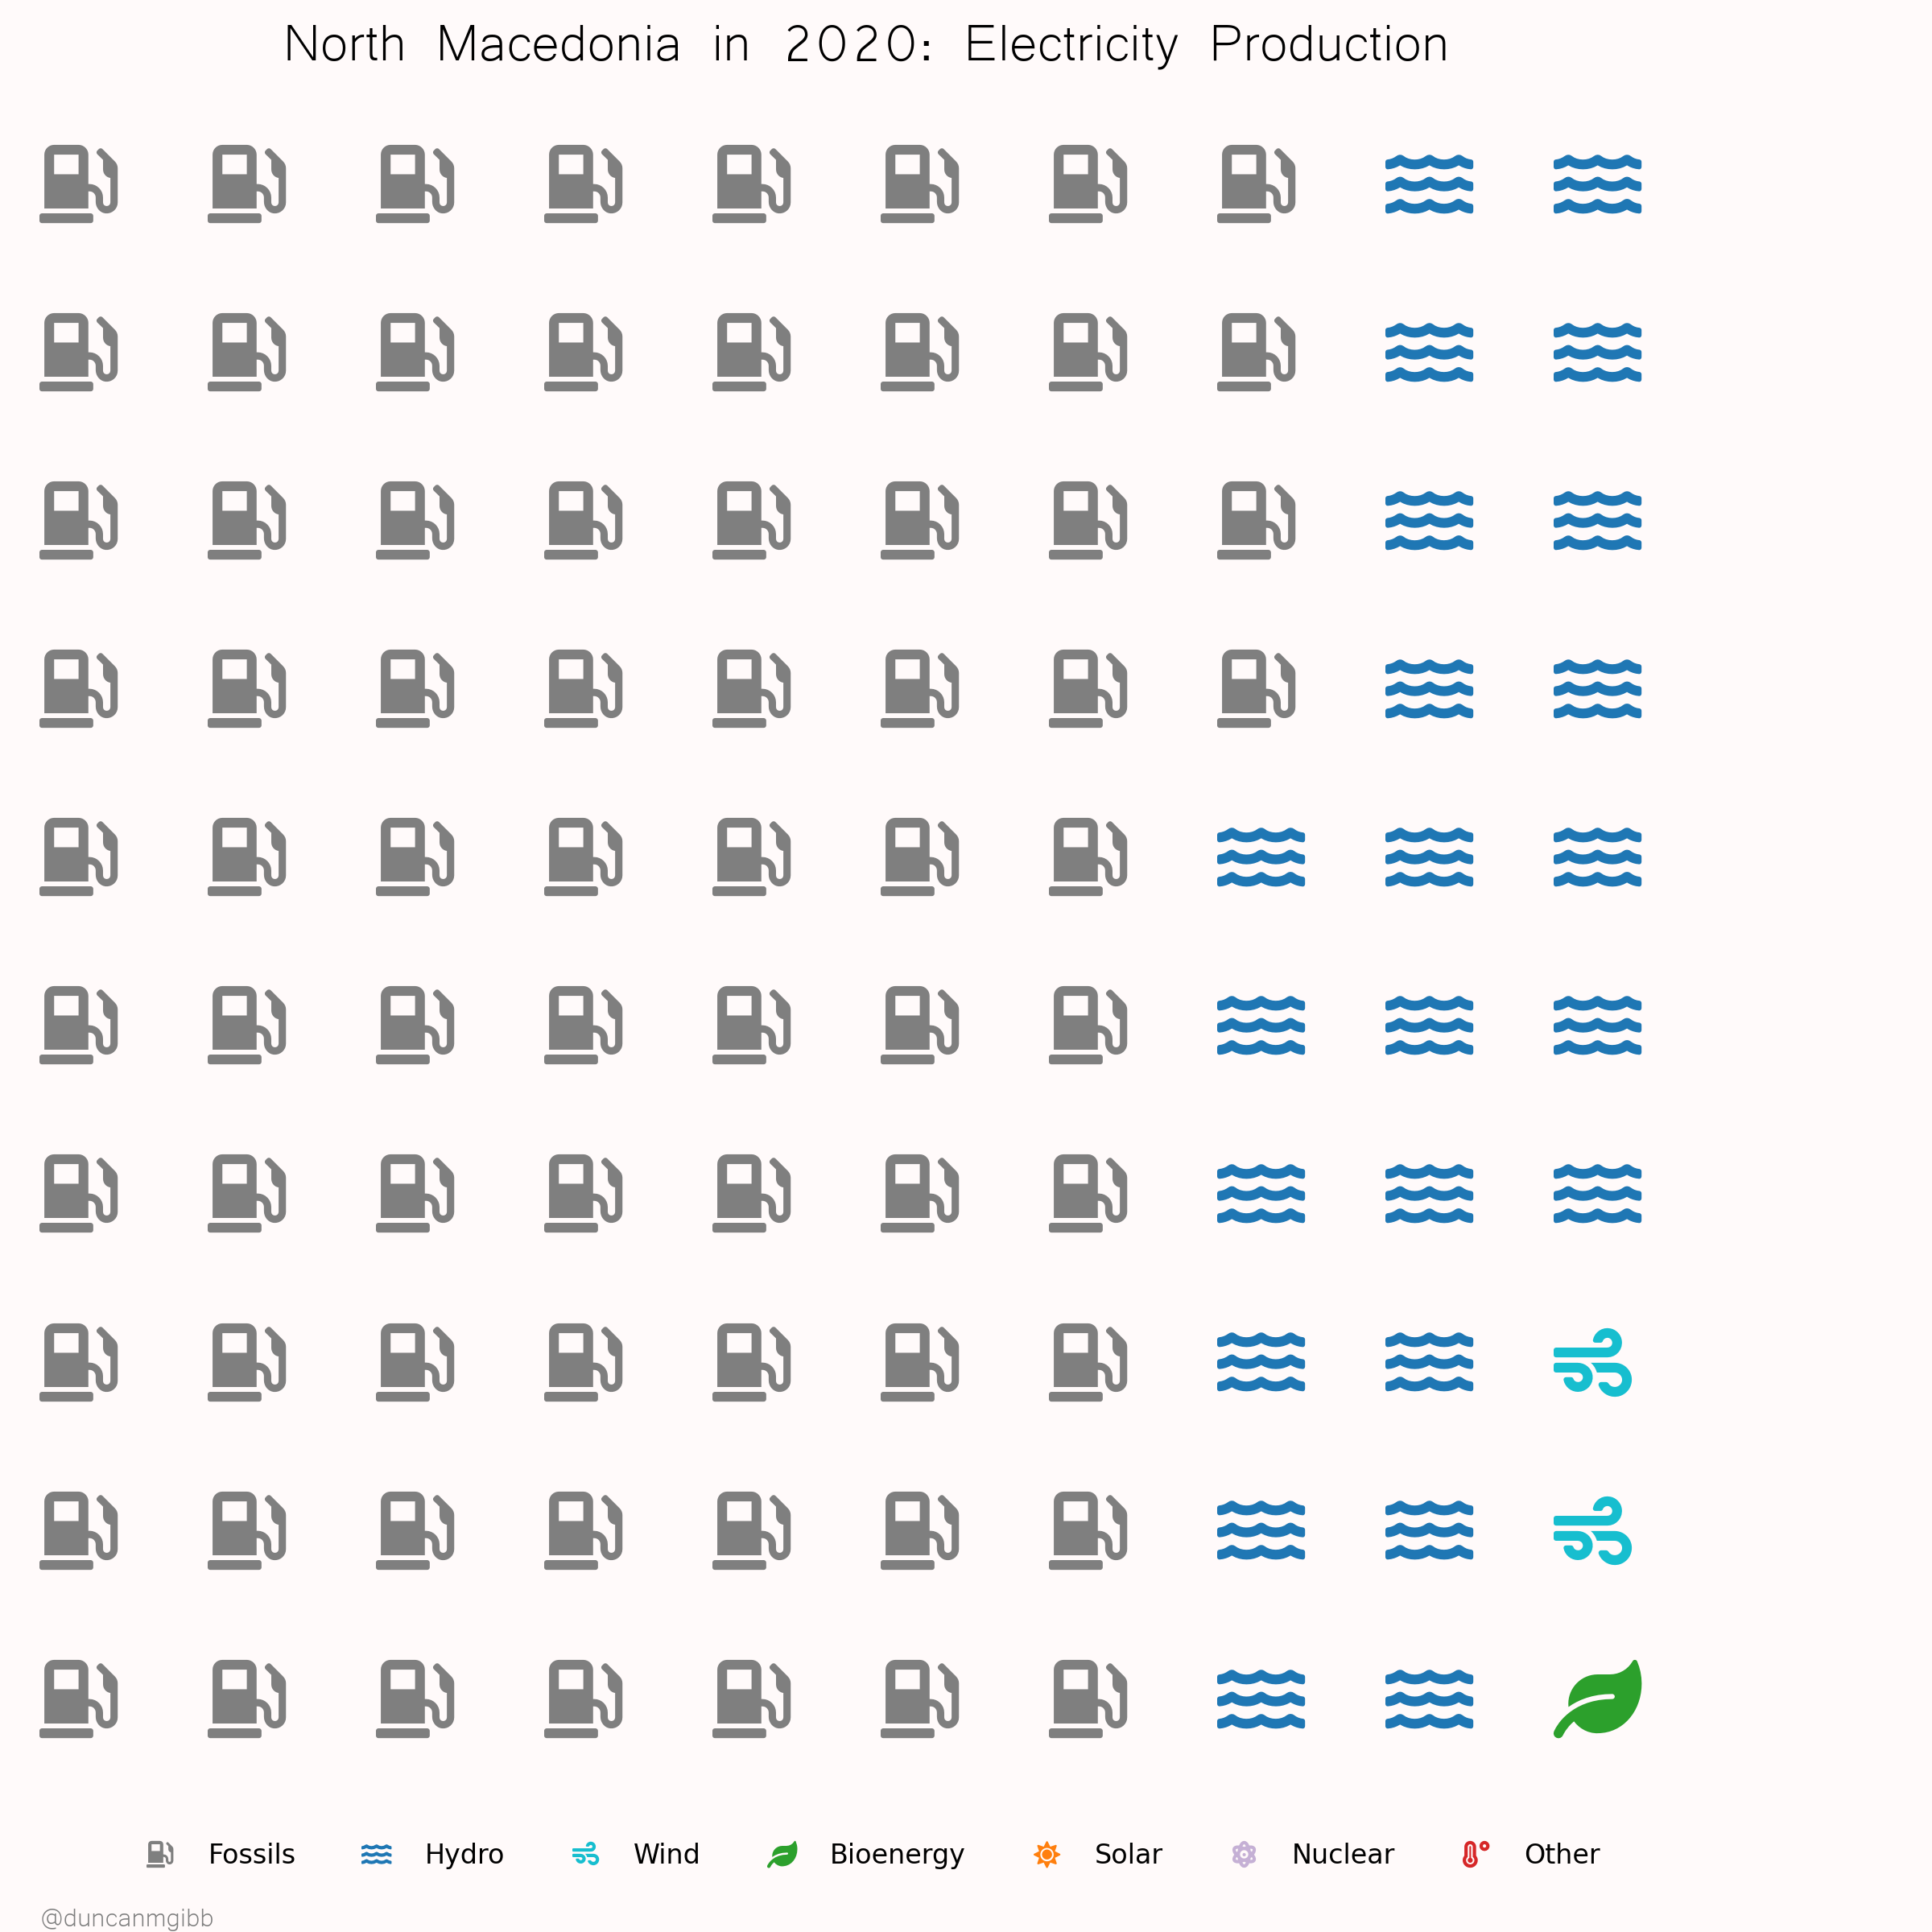 North Macedonia in 2020: Electricity Production
Fossils Hydro Wind Bioenergy Solar Nuclear Other
@duncanmgibb